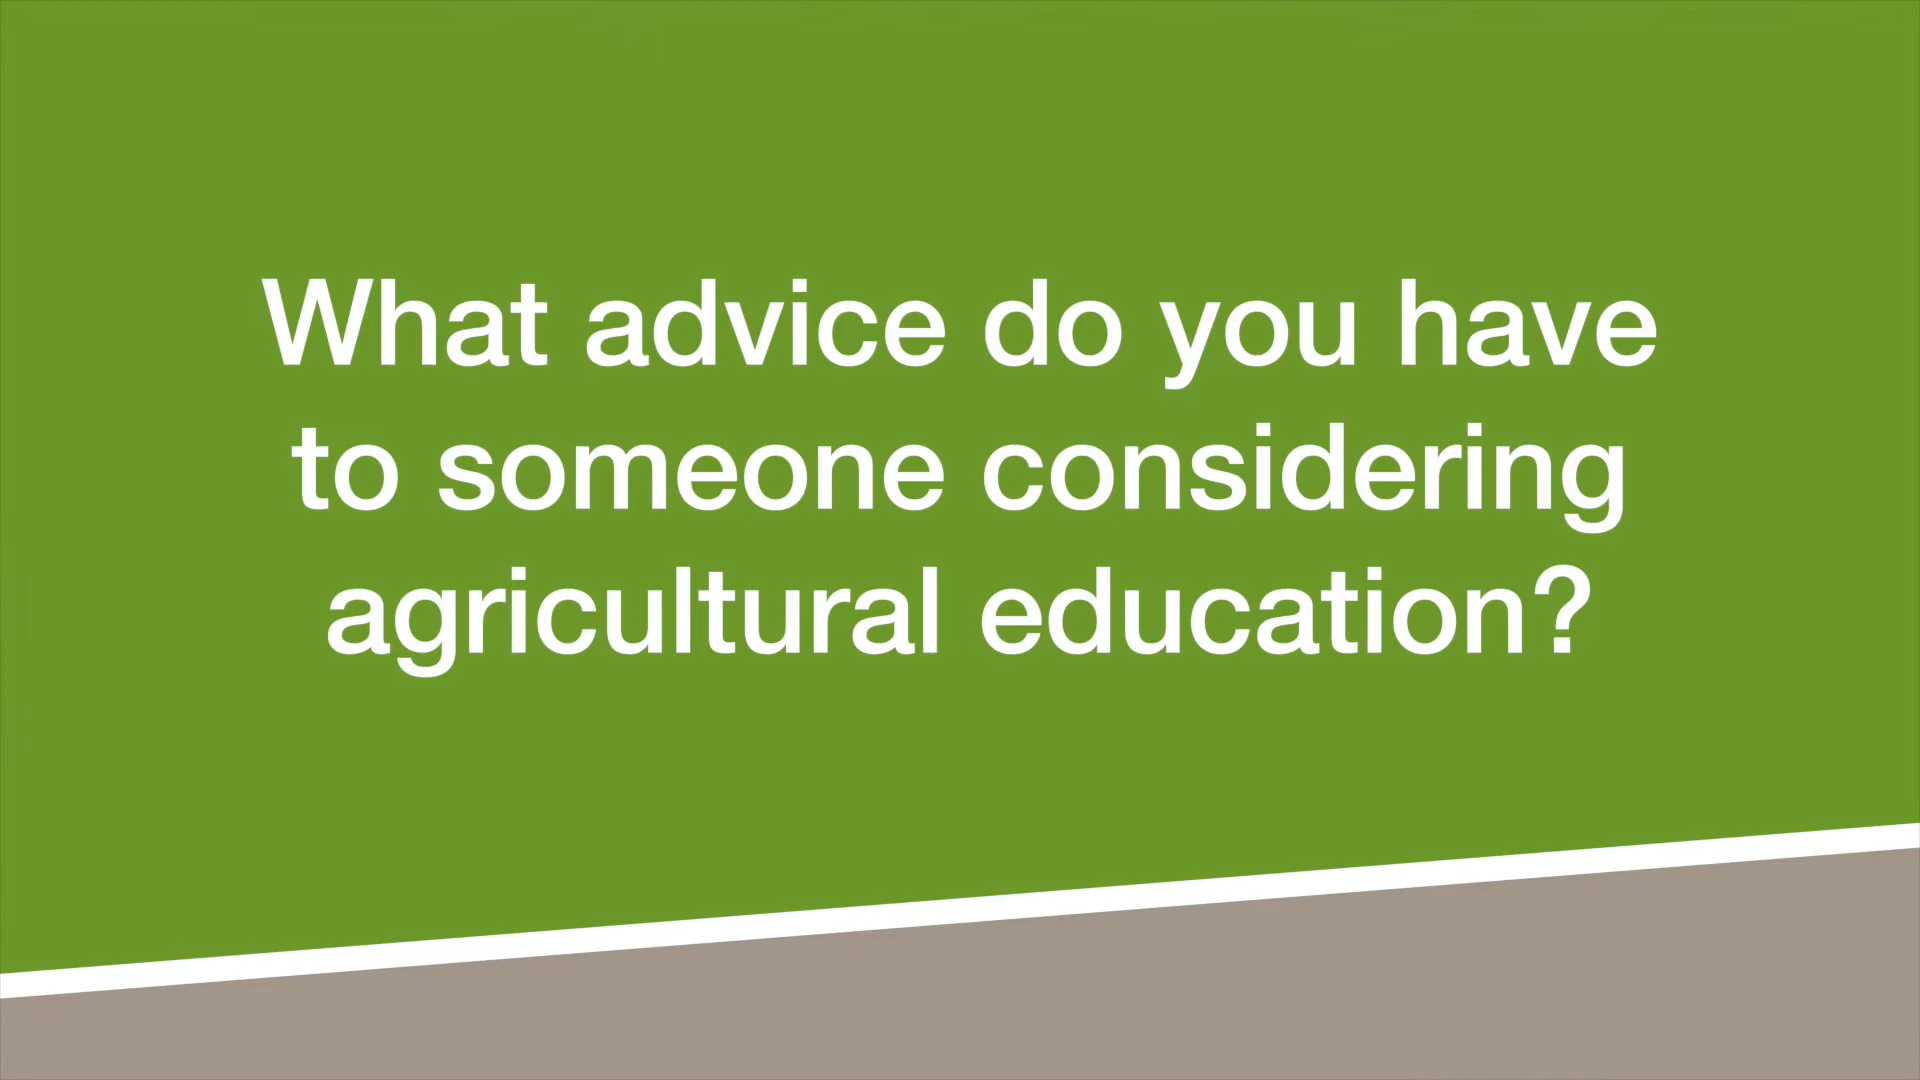 What advice do you have
to someone considering
agricultural education?